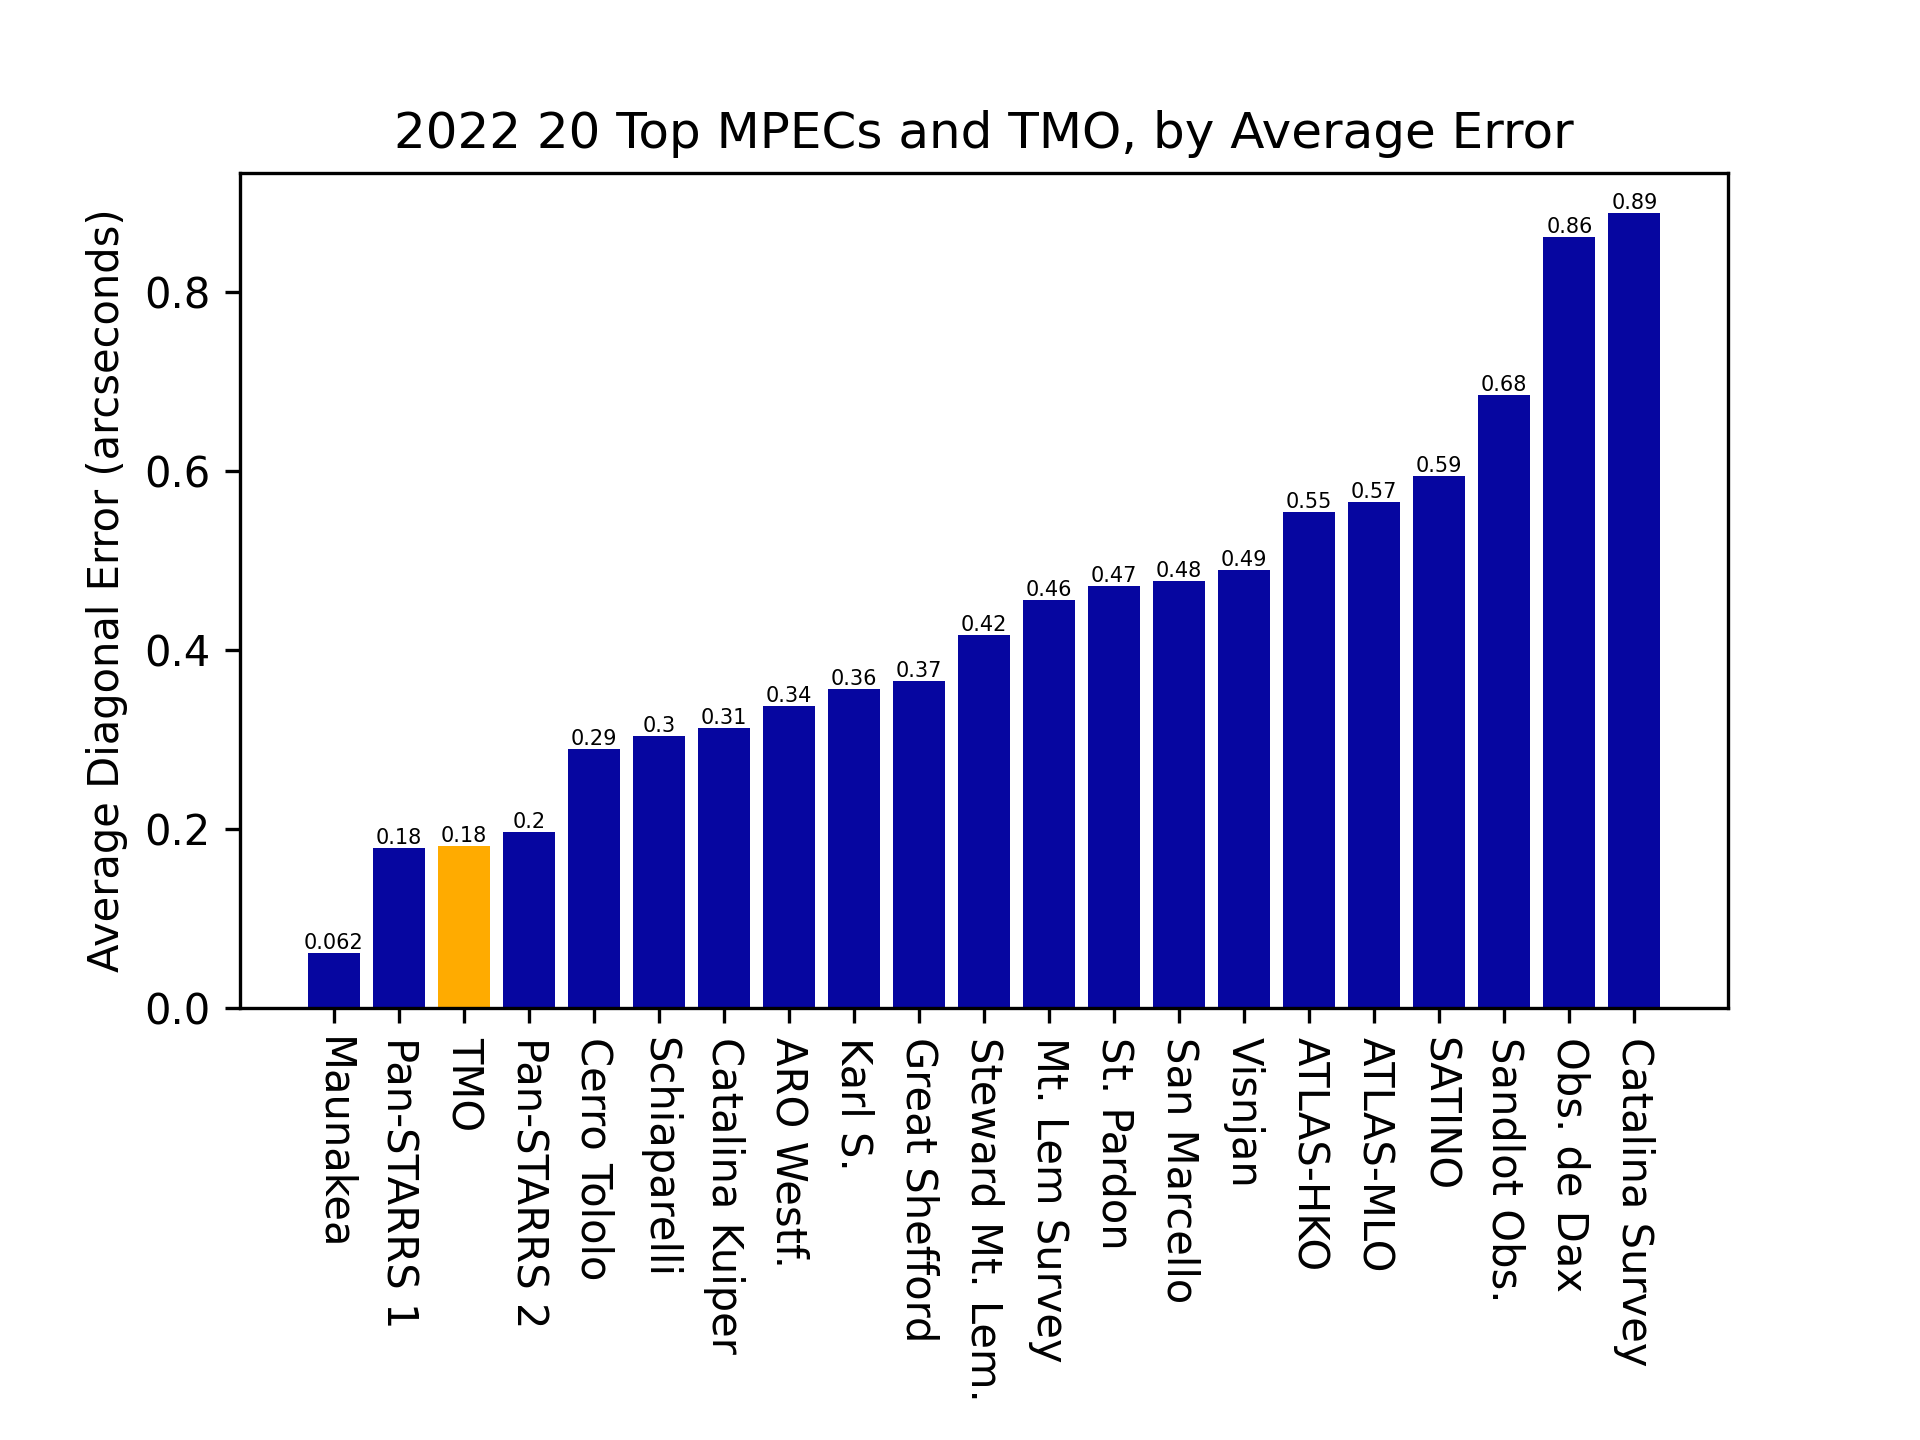 2022 20 Top MPECs and TMO, by Average Error
Average Diagonal Error (arcseconds)
0.8
0.6
0.4
0.2
0.0
0.062
0.18
0.18
0.2
0.29
0.3
0.31
0.34
0.36
0.37
0.42
0.46
0.47
0.48
0.49
0.55
0.57
0.59
0.68
0.86
0.89
Maunakea
Pan-STARRS 1
TMO
Pan-STARRS 2
Cerro Tololo
Schiaparelli
Catalina Kuiper
ARO Westf.
Karl S.
Great Shefford
Steward Mt. Lem.
Mt. Lem Survey
St. Pardon
San Marcello
Visnjan
ATLAS-HKO
ATLAS-MLO
SATINO
Sandlot Obs.
Obs. de Dax
Catalina Survey